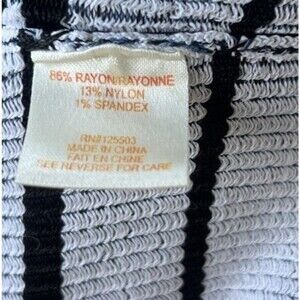 86% RAYON/RAYONNE
13% NYLON
1% SPANDEX
RN#125503
MADE IN CHINA
FAIT EN CHINE
SEE REVERSE FOR CARE